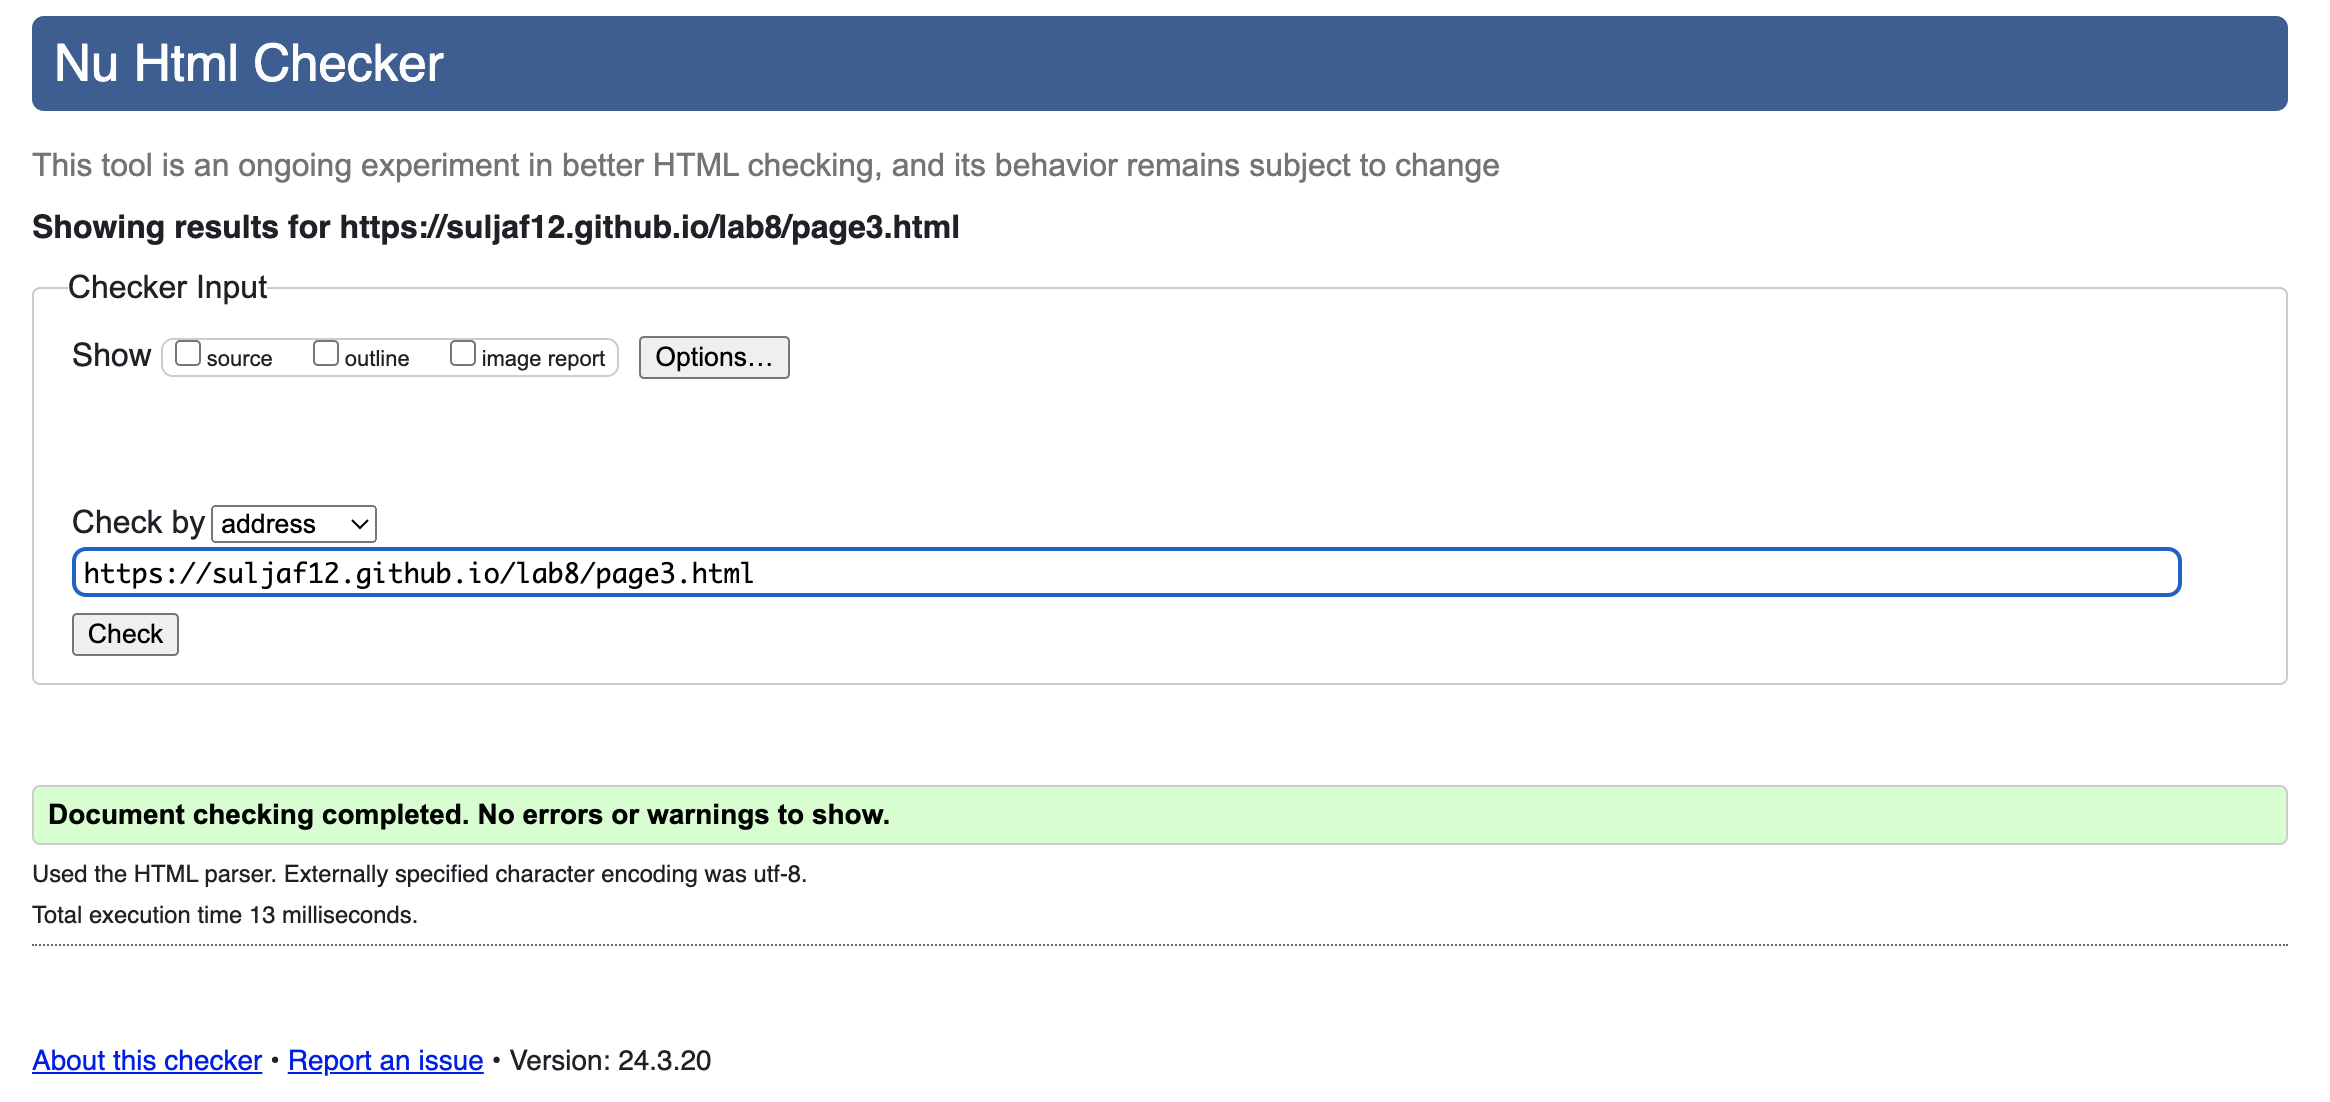 Nu Html Checker
This tool is an ongoing experiment in better HTML checking, and its behavior remains subject to change
Showing results for https://suljaf12.github.io/lab8/page3.html
Checker Input
Show source outline image report Options...
Check by address
https://suljaf12.github.io/lab8/page3.html
Check
Document checking completed. No errors or warnings to show.
Used the HTML parser. Externally specified character encoding was utf-8.
Total execution time 13 milliseconds.
About this checker • Report an issue • Version: 24.3.20